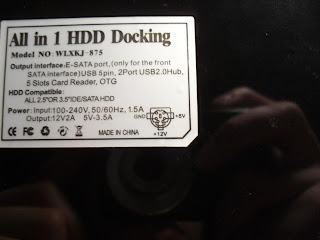 All in 1 HDD Docking
Model NO: WLXKJ-875
Output interface: E-SATA port, (only for the front
SATA interface) USB 5pin, 2Port USB2.0Hub,
5 Slots Card Reader, OTG
HDD Compatible:
ALL 2.5"OR 3.5"IDE/SATA HDD
Power: Input: 100-240V, 50/60Hz, 1.5A
Output: 12V2A 5V-3.5A
GND +5V
+12V
CE FC MADE IN CHINA